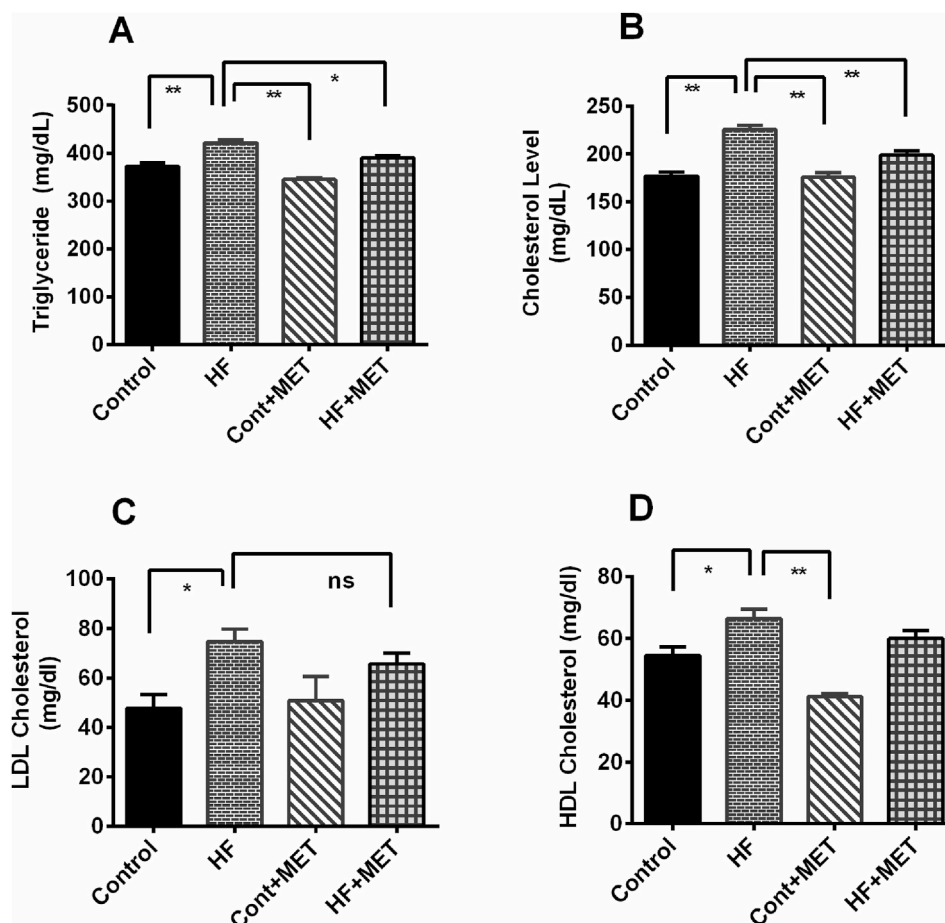 A
** ** *
Triglyceride (mg/dL)
500
400
300
200
100
0
Control
HF
Cont+MET
HF+MET
B
** ** **
Cholesterol Level
(mg/dL)
250
200
150
100
50
0
Control
HF
Cont+MET
HF+MET
C
* ns
LDL Cholesterol
(mg/dl)
100
80
60
40
20
0
Control
HF
Cont+MET
HF+MET
D
* **
HDL Cholesterol (mg/dl)
80
60
40
20
0
Control
HF
Cont+MET
HF+MET